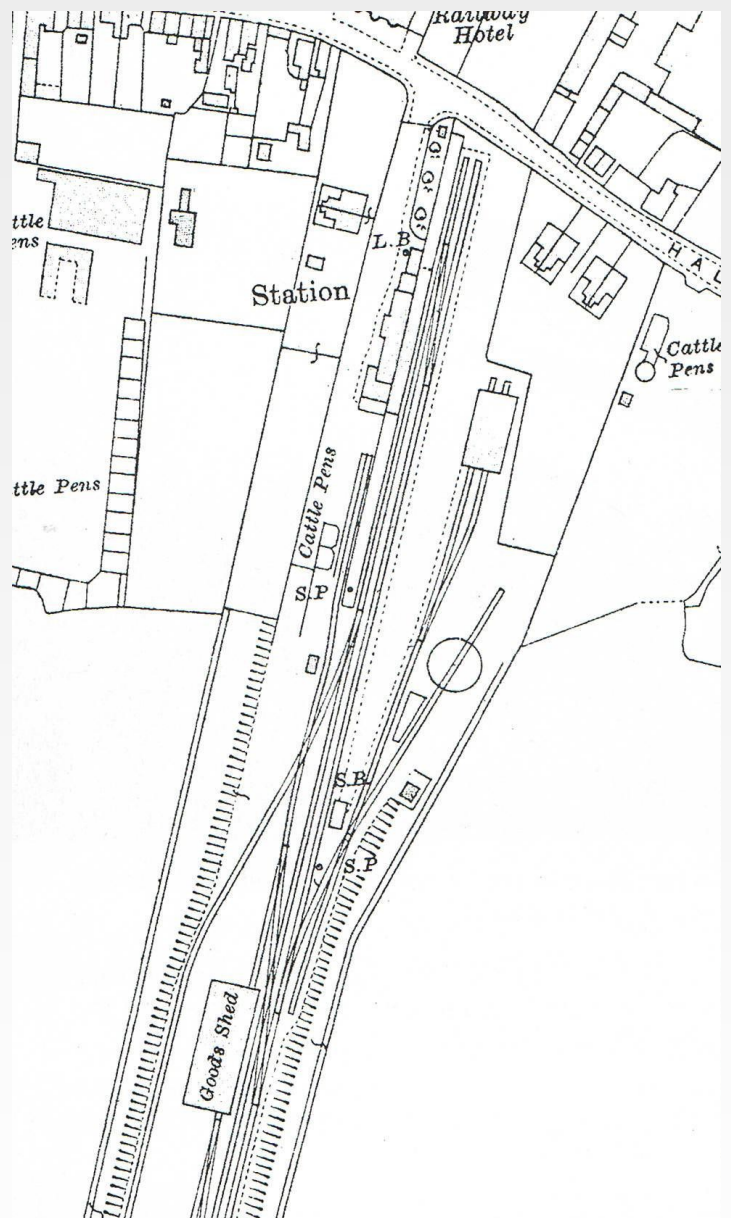 Railway
Hotel
L.B
ttle
ens
HAL
Station
Cattle
Pens
ttle Pens
Cattle Pens
S.P
S.B.
S.P
Goods Shed